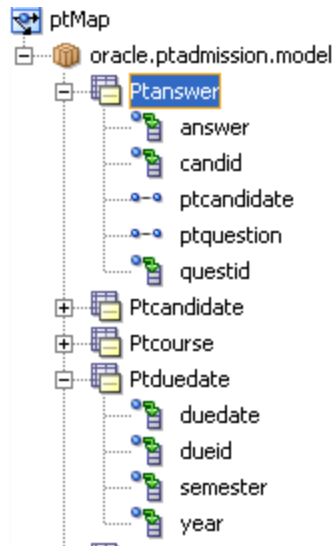 ptMap
oracle.ptadmission.model
Ptanswer
answer
candid
ptcandidate
ptquestion
questid
Ptcandidate
Ptcourse
Ptduedate
duedate
dueid
semester
year